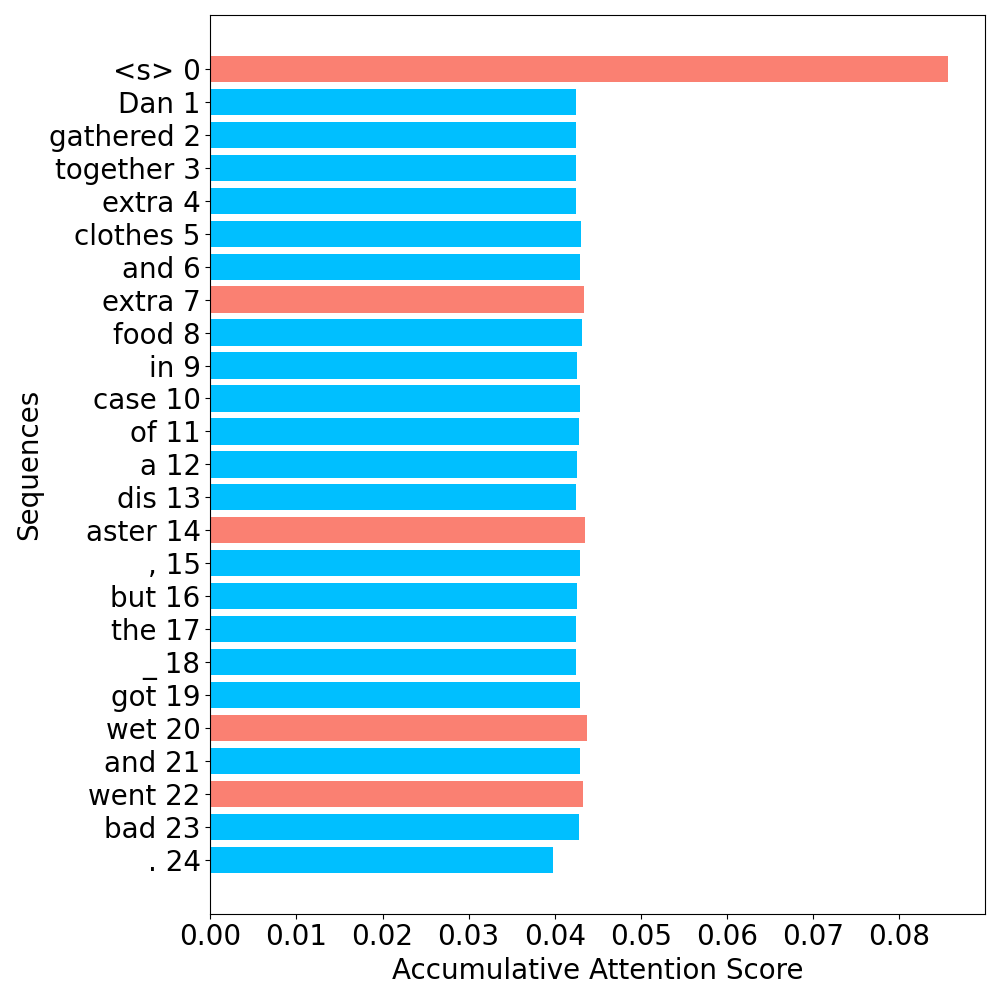 <s> 0
Dan 1
gathered 2
together 3
extra 4
clothes 5
and 6
extra 7
food 8
in 9
case 10
of 11
a 12
dis 13
aster 14
, 15
but 16
the 17
_ 18
got 19
wet 20
and 21
went 22
bad 23
. 24
Sequences
0.00 0.01 0.02 0.03 0.04 0.05 0.06 0.07 0.08
Accumulative Attention Score